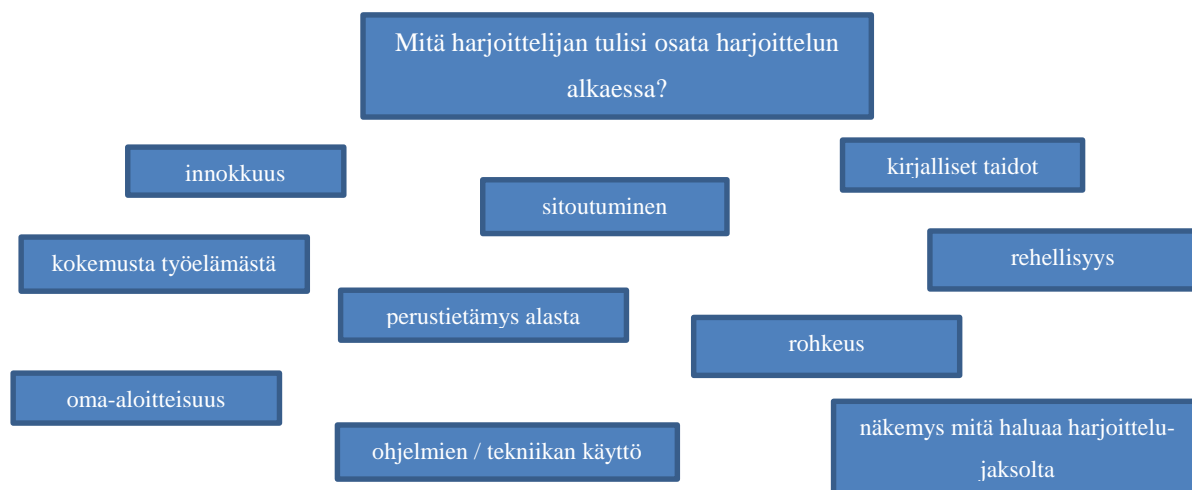 Mitä harjoittelijan tulisi osata harjoittelun
alkaessa?
innokkuus
kirjalliset taidot
sitoutuminen
kokemusta työelämästä
rehellisyys
perustietämys alasta
rohkeus
oma-aloitteisuus
ohjelmien / tekniikan käyttö
näkemys mitä haluaa harjoittelu-
jaksolta